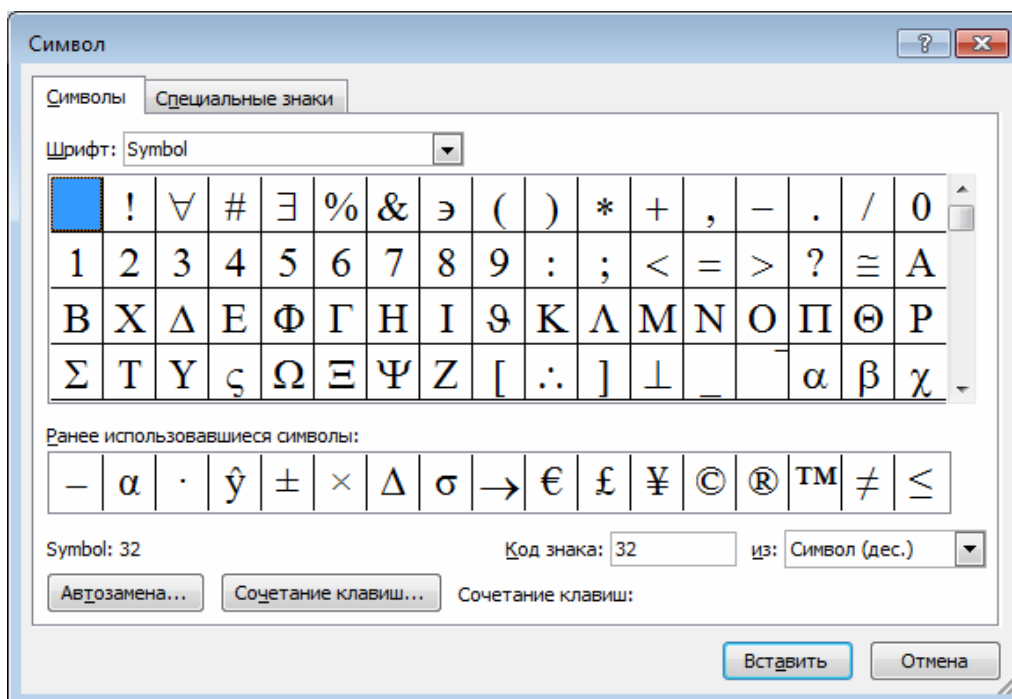 Символ
Символы Специальные знаки
Шрифт: Symbol
! ∀ # ∃ % & ∍ ( ) ∗ + , − . / 0
1 2 3 4 5 6 7 8 9 : ; < = > ? ≅ Α
Β Χ Δ Ε Φ Γ Η Ι ϑ Κ Λ Μ Ν Ο Π Θ Ρ
Σ Τ Υ ς Ω Ξ Ψ Ζ [ ∴ ] ⊥ _ ‾ α β χ
Ранее использовавшиеся символы:
– α · ŷ ± × Δ σ → € £ ¥ © ® ™ ≠ ≤
Symbol: 32 Код знака: 32 из: Символ (дес.)
Автозамена... Сочетание клавиш... Сочетание клавиш:
Вставить Отмена